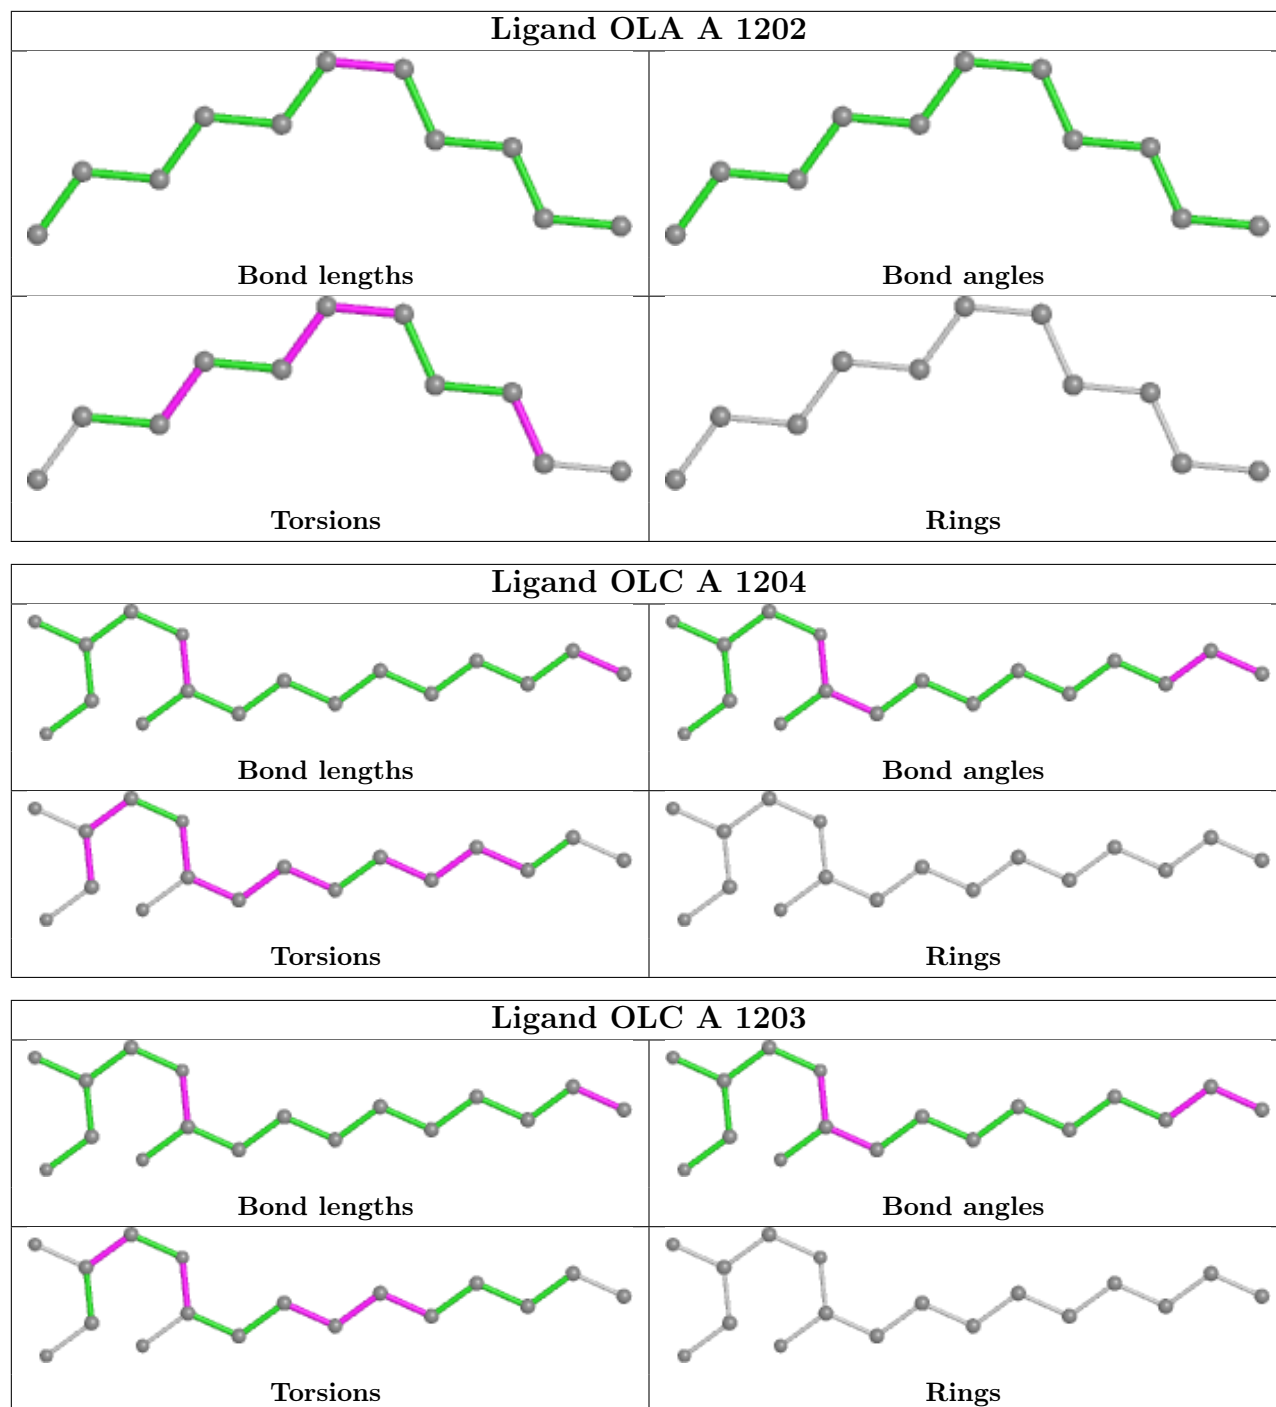 Ligand OLA A 1202
Bond lengths
Bond angles
Torsions
Rings
Ligand OLC A 1204
Bond lengths
Bond angles
Torsions
Rings
Ligand OLC A 1203
Bond lengths
Bond angles
Torsions
Rings